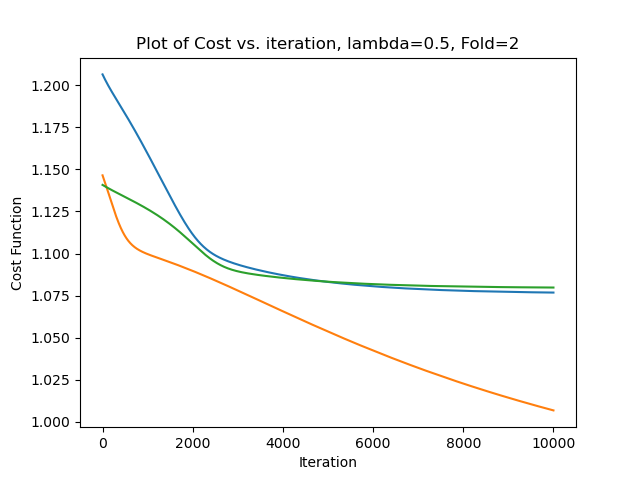 Plot of Cost vs. iteration, lambda=0.5, Fold=2
1.200
1.175
1.150
1.125
1.100
1.075
1.050
1.025
1.000
Cost Function
0 2000 4000 6000 8000 10000
Iteration